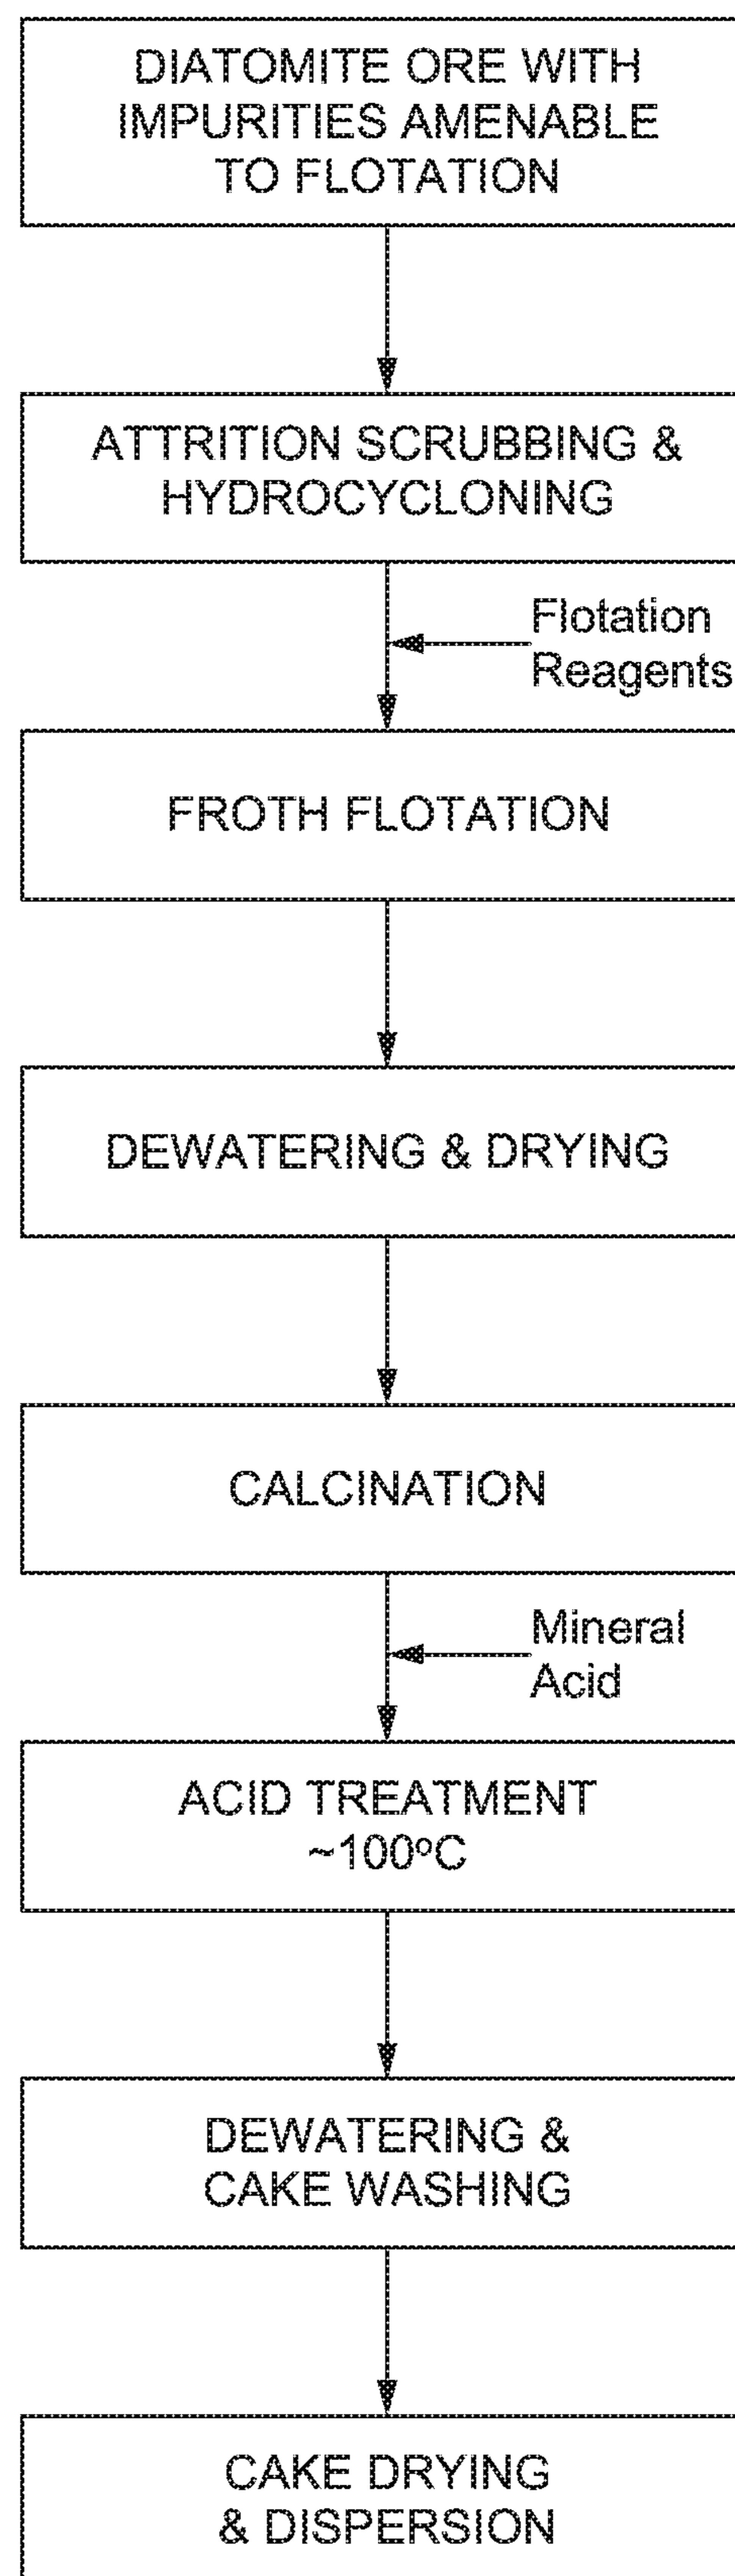 DIATOMITE ORE WITH
IMPURITIES AMENABLE
TO FLOTATION
ATTRITION SCRUBBING &
HYDROCYCLONING
Flotation
Reagents
FROTH FLOTATION
DEWATERING & DRYING
CALCINATION
Mineral
Acid
ACID TREATMENT
~100ºC
DEWATERING &
CAKE WASHING
CAKE DRYING
& DISPERSION